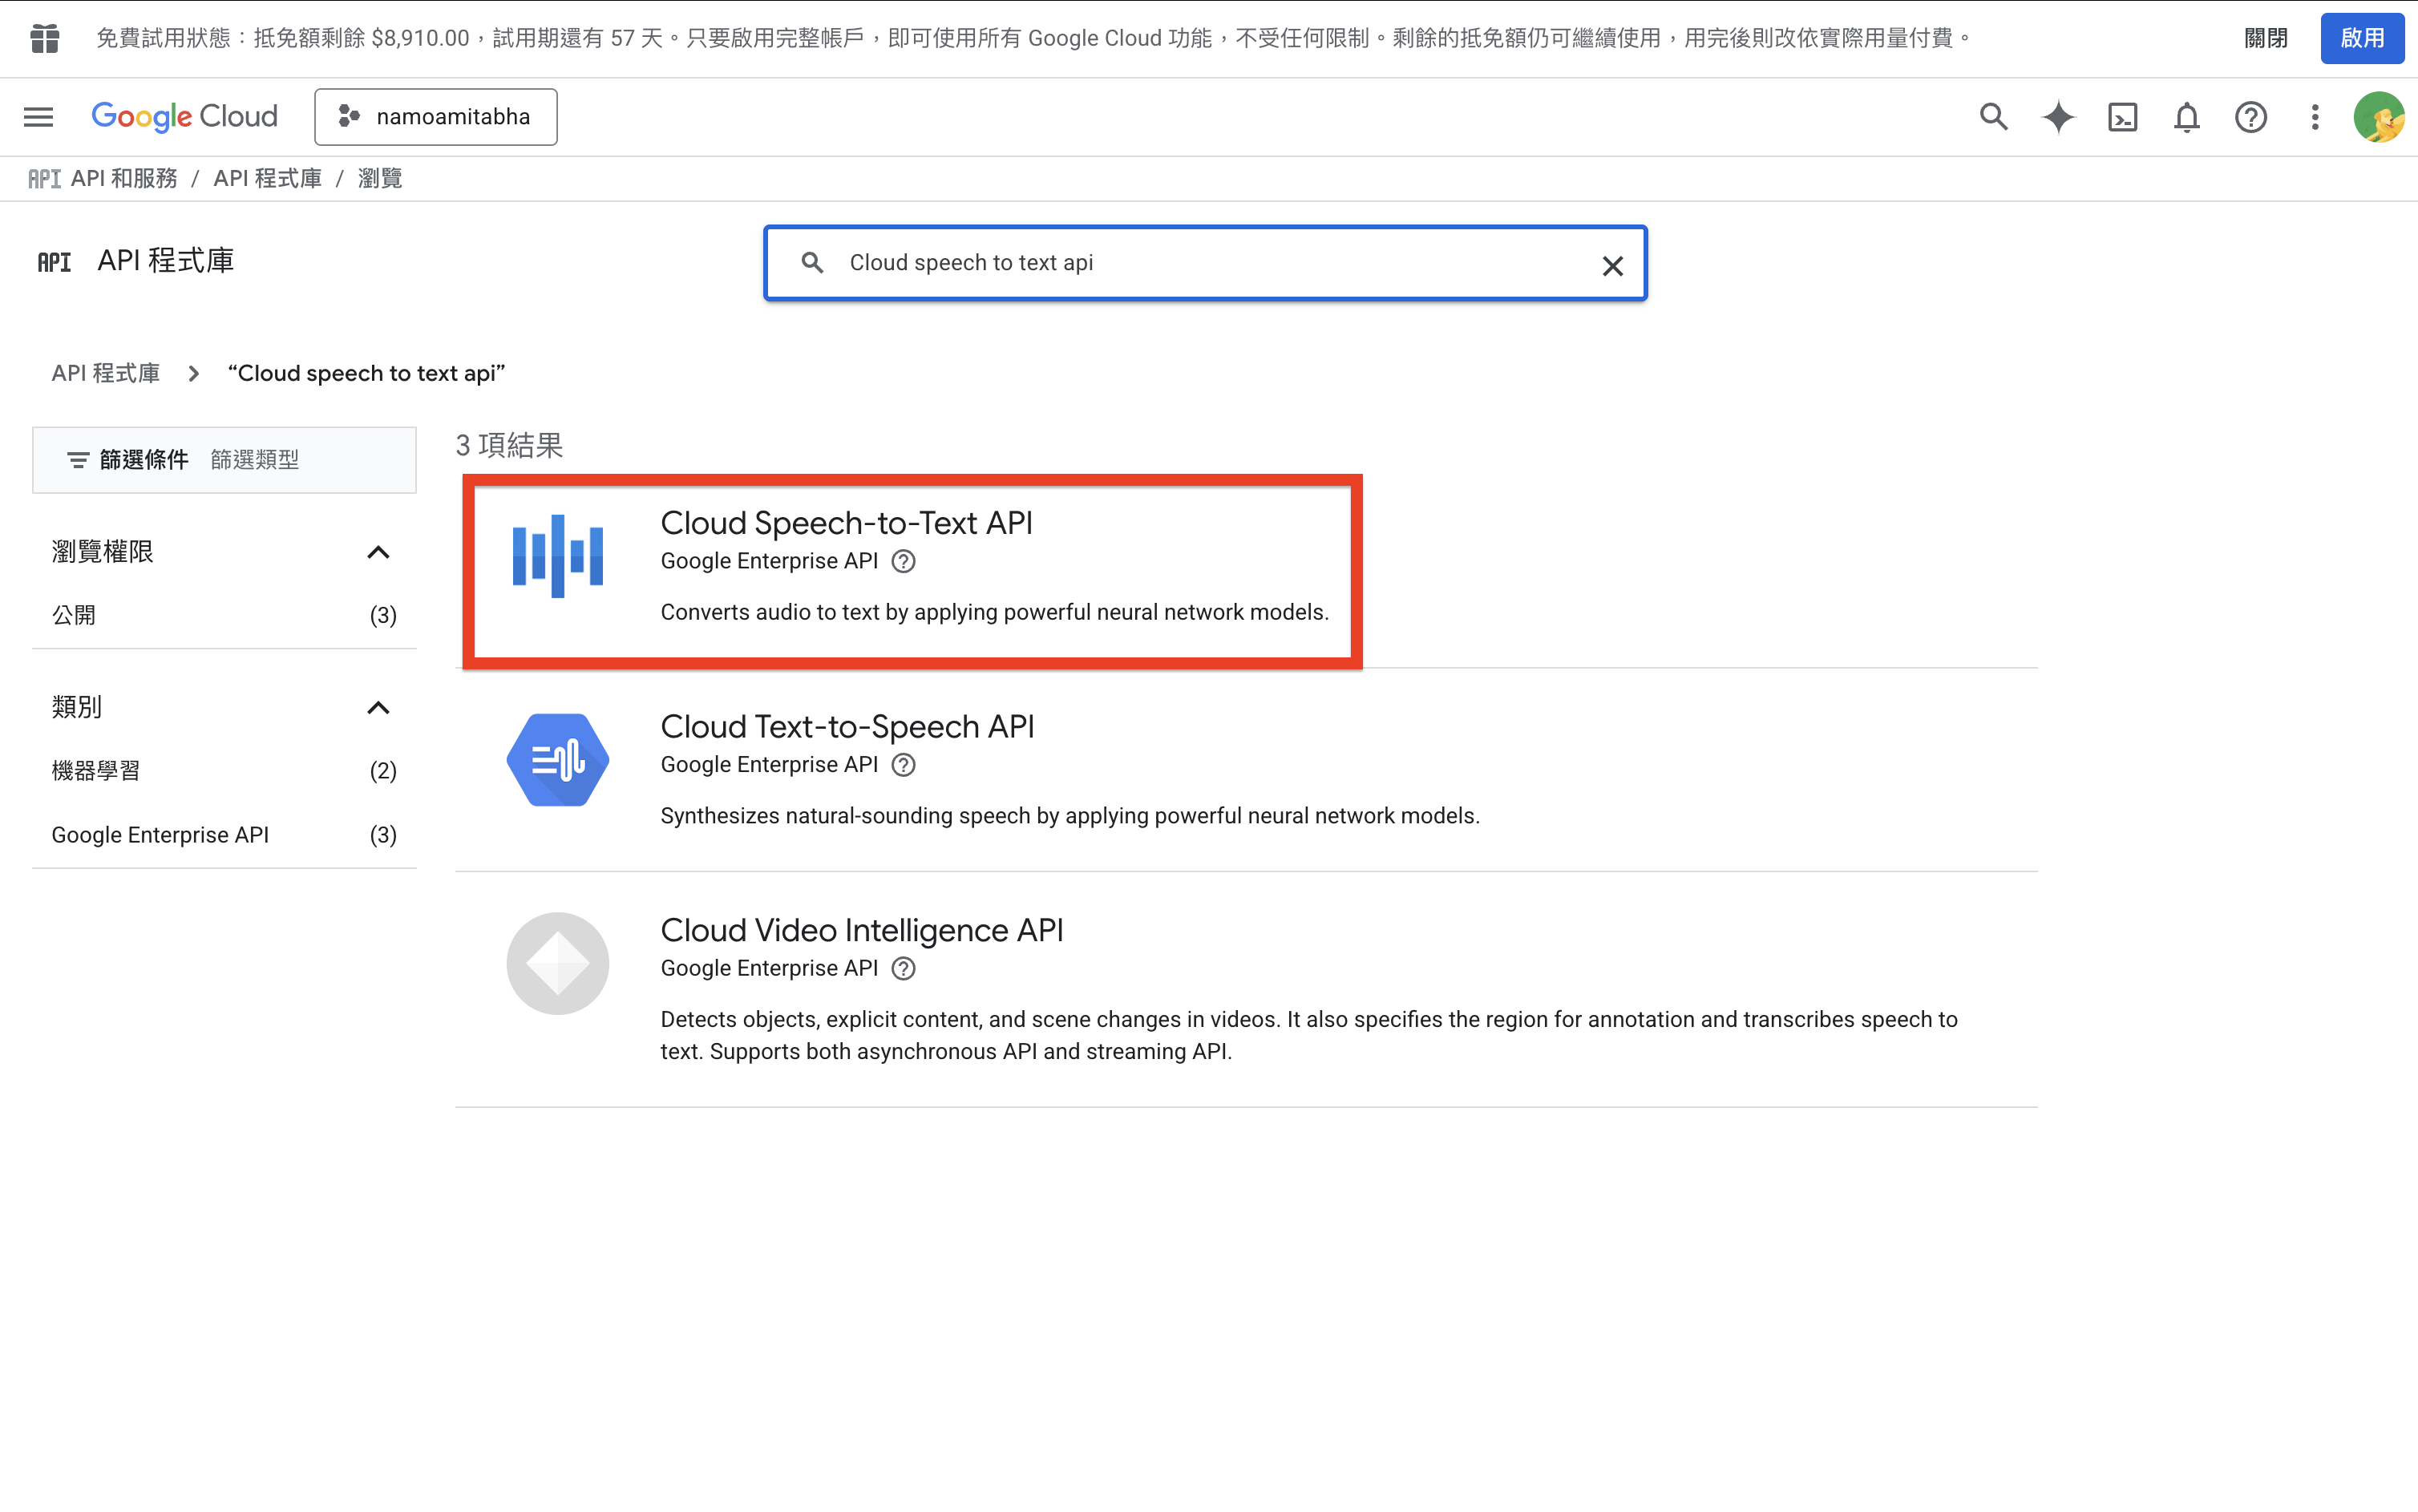 免費試用狀態：抵免額剩餘 $8,910.00，試用期還有 57 天。只要啟用完整帳戶，即可使用所有 Google Cloud 功能，不受任何限制。剩餘的抵免額仍可繼續使用，用完後則改依實際用量付費。
關閉
啟用
Google Cloud
namoamitabha
API API 和服務 / API 程式庫 / 瀏覽
API API 程式庫
Cloud speech to text api
API 程式庫 “Cloud speech to text api”
篩選條件 篩選類型
瀏覽權限
公開 (3)
類別
機器學習 (2)
Google Enterprise API (3)
3 項結果
Cloud Speech-to-Text API
Google Enterprise API
Converts audio to text by applying powerful neural network models.
Cloud Text-to-Speech API
Google Enterprise API
Synthesizes natural-sounding speech by applying powerful neural network models.
Cloud Video Intelligence API
Google Enterprise API
Detects objects, explicit content, and scene changes in videos. It also specifies the region for annotation and transcribes speech to
text. Supports both asynchronous API and streaming API.